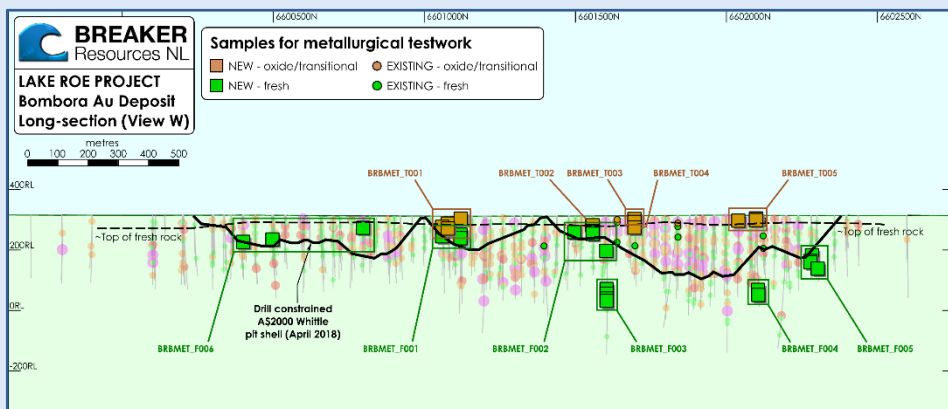 6600500N 6601000N 6601500N 6602000N 6602500N
BREAKER
Resources NL
LAKE ROE PROJECT
Bombora Au Deposit
Long-section (View W)
Samples for metallurgical testwork
NEW - oxide/transitional
EXISTING - oxide/transitional
NEW - fresh
EXISTING - fresh
metres
0 100 200 300 400 500
BRBMET_T001
BRBMET_T002
BRBMET_T003
BRBMET_T004
BRBMET_T005
400RL
~Top of fresh rock
~Top of fresh rock
200RL
0RL
Drill constrained
A$2000 Whittle
pit shell (April 2018)
BRBMET_F006
BRBMET_F001
BRBMET_F002
BRBMET_F003
BRBMET_F004
BRBMET_F005
-200RL